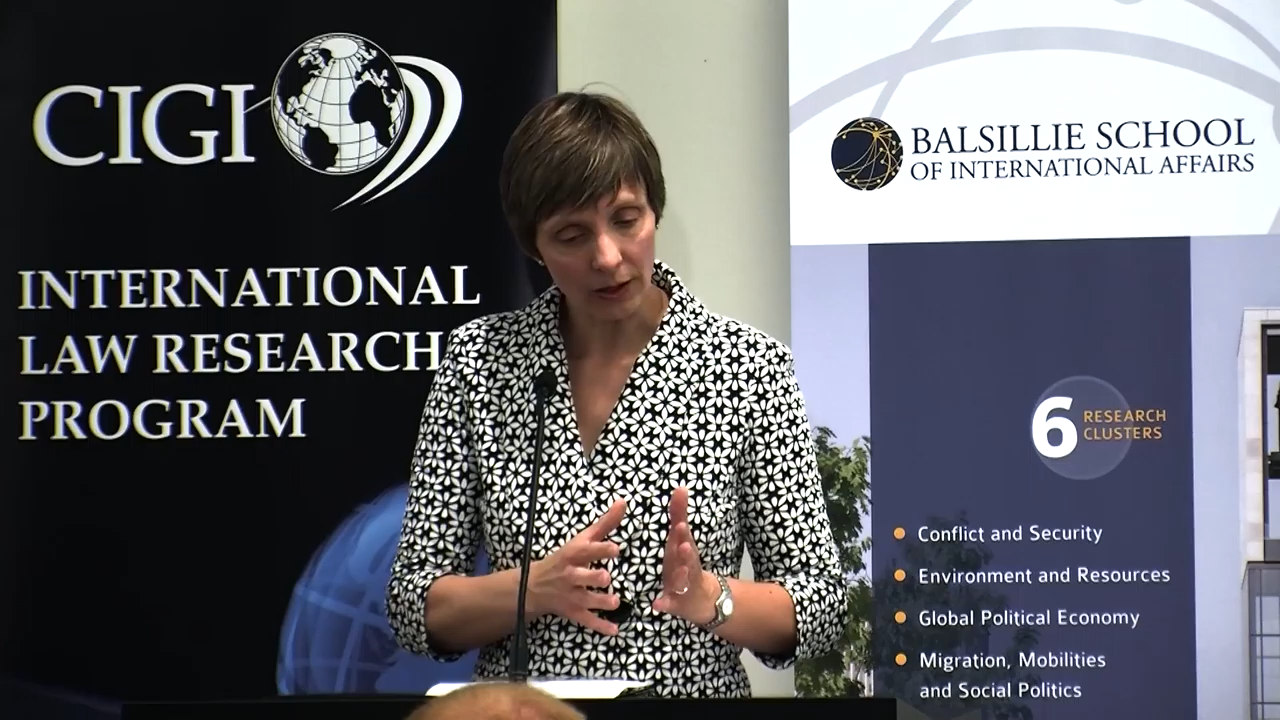 CIGI
INTERNATIONAL
LAW RESEARCH
PROGRAM
BALSILLIE SCHOOL
OF INTERNATIONAL AFFAIRS
6 RESEARCH
CLUSTERS
Conflict and Security
Environment and Resources
Global Political Economy
Migration, Mobilities
and Social Politics